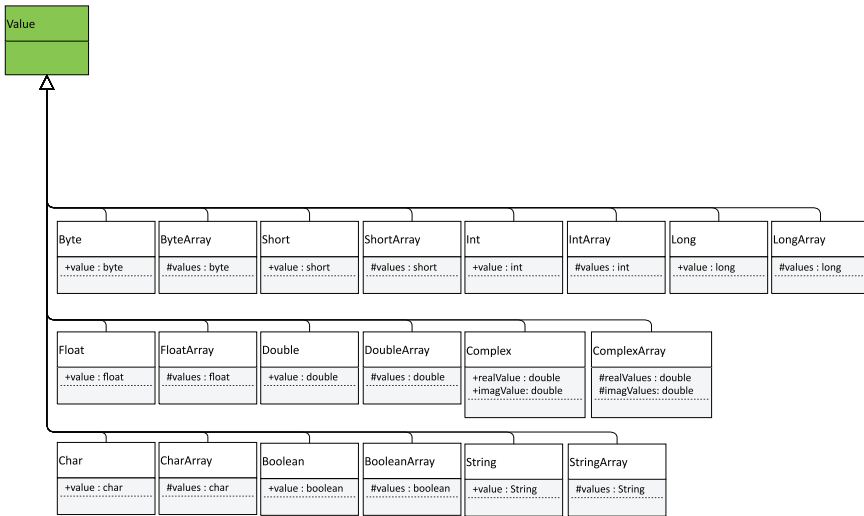 Value
Byte
+value : byte
ByteArray
#values : byte
Short
+value : short
ShortArray
#values : short
Int
+value : int
IntArray
#values : int
Long
+value : long
LongArray
#values : long
Float
+value : float
FloatArray
#values : float
Double
+value : double
DoubleArray
#values : double
Complex
+realValue : double
+imagValue: double
ComplexArray
#realValues : double
#imagValues: double
Char
+value : char
CharArray
#values : char
Boolean
+value : boolean
BooleanArray
#values : boolean
String
+value : String
StringArray
#values : String